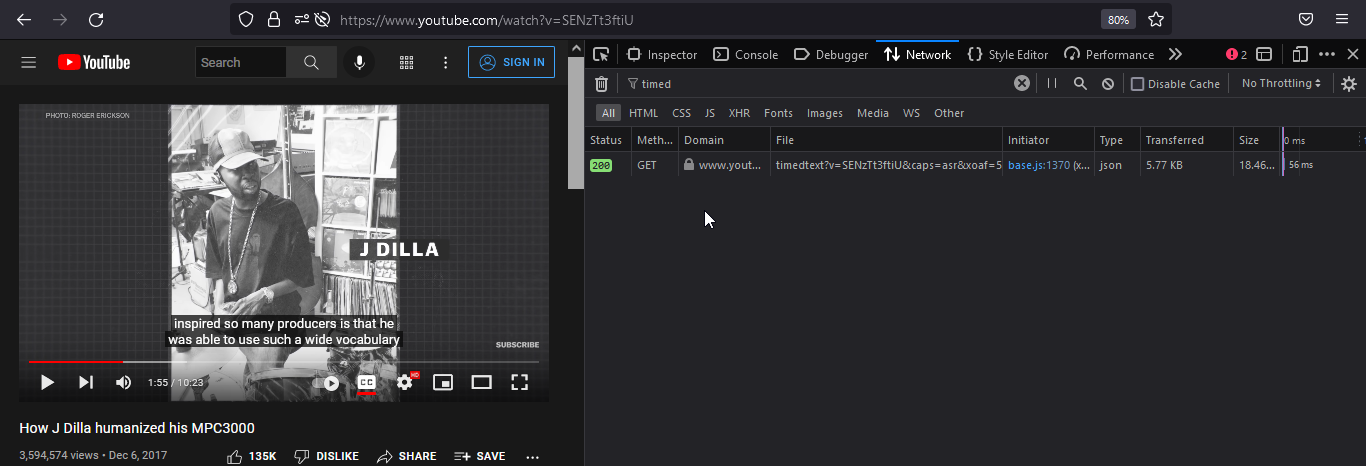 https://www.youtube.com/watch?v=SENzTt3ftiU
80%
YouTube
Search
SIGN IN
PHOTO: ROGER ERICKSON
J DILLA
inspired so many producers is that he
was able to use such a wide vocabulary
SUBSCRIBE
1:55 / 10:23
CC
HD
How J Dilla humanized his MPC3000
3,594,574 views • Dec 6, 2017
135K
DISLIKE
SHARE
SAVE
Inspector
Console
Debugger
Network
Style Editor
Performance
2
timed
Disable Cache
No Throttling
All HTML CSS JS XHR Fonts Images Media WS Other
Status Meth... Domain File Initiator Type Transferred Size 0 ms
200 GET www.yout... timedtext?v=SENzTt3ftiU&caps=asr&xoaf=5 base.js:1370 (x... json 5.77 KB 18.46... 56 ms